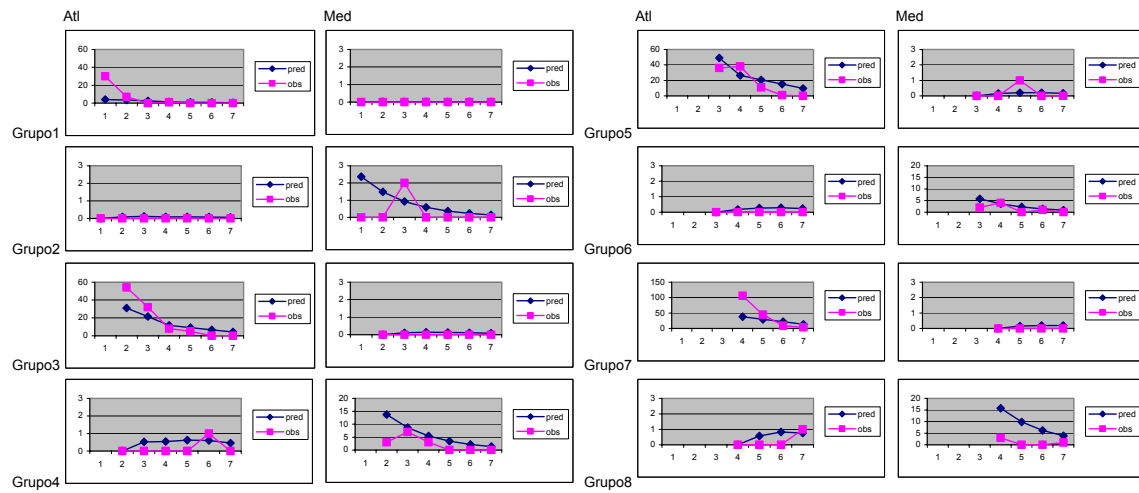 Atl
Med
Atl
Med
60
40
20
0
1 2 3 4 5 6 7
pred
obs
3
2
1
0
1 2 3 4 5 6 7
pred
obs
Grupo1
60
40
20
0
1 2 3 4 5 6 7
pred
obs
3
2
1
0
1 2 3 4 5 6 7
pred
obs
Grupo5
3
2
1
0
1 2 3 4 5 6 7
pred
obs
3
2
1
0
1 2 3 4 5 6 7
pred
obs
Grupo2
3
2
1
0
1 2 3 4 5 6 7
pred
obs
20
15
10
5
0
1 2 3 4 5 6 7
pred
obs
Grupo6
60
40
20
0
1 2 3 4 5 6 7
pred
obs
3
2
1
0
1 2 3 4 5 6 7
pred
obs
Grupo3
150
100
50
0
1 2 3 4 5 6 7
pred
obs
3
2
1
0
1 2 3 4 5 6 7
pred
obs
Grupo7
3
2
1
0
1 2 3 4 5 6 7
pred
obs
20
15
10
5
0
1 2 3 4 5 6 7
pred
obs
Grupo4
3
2
1
0
1 2 3 4 5 6 7
pred
obs
20
15
10
5
0
1 2 3 4 5 6 7
pred
obs
Grupo8